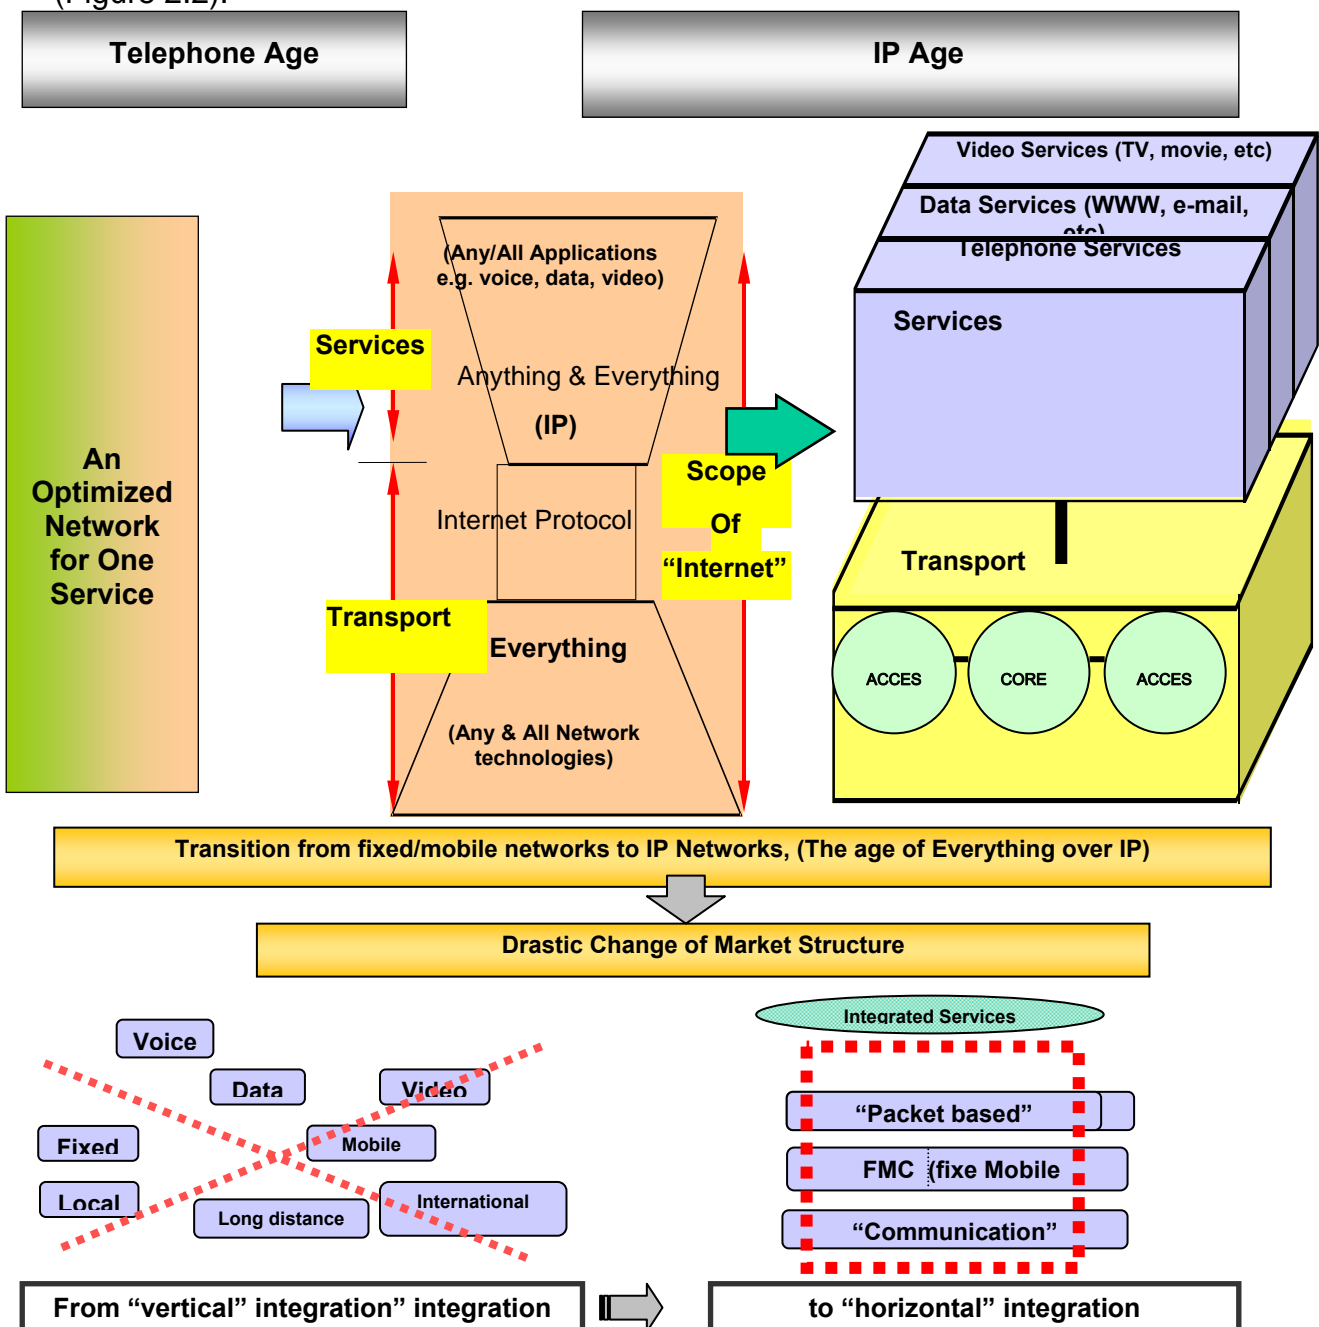 (Figure 2.2).
Telephone Age
IP Age
Video Services (TV, movie, etc)
Data Services (WWW, e-mail,
etc)
Telephone Services
Services
(Any/All Applications
e.g. voice, data, video)
Services
Anything & Everything
(IP)
An
Optimized
Network
for One
Service
Scope
Of
“Internet”
Internet Protocol
Transport
Transport
Everything
(Any & All Network
technologies)
ACCES
CORE
ACCES
Transition from fixed/mobile networks to IP Networks, (The age of Everything over IP)
Drastic Change of Market Structure
Voice
Data
Video
Fixed
Mobile
Local
Long distance
International
Integrated Services
“Packet based”
FMC (fixe Mobile
“Communication”
From “vertical” integration” integration
to “horizontal” integration